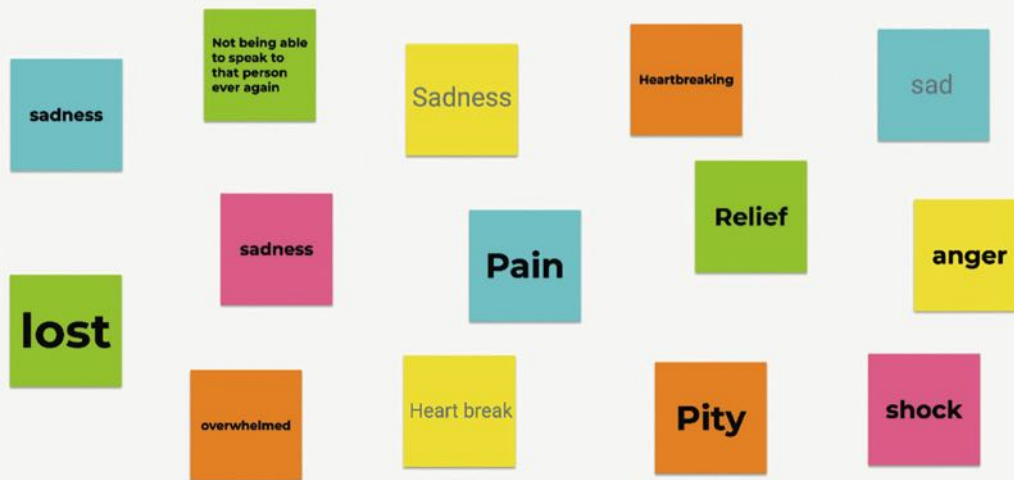 sadness
Not being able
to speak to
that person
ever again
Sadness
Heartbreaking
sad
sadness
Pain
Relief
anger
lost
overwhelmed
Heart break
Pity
shock